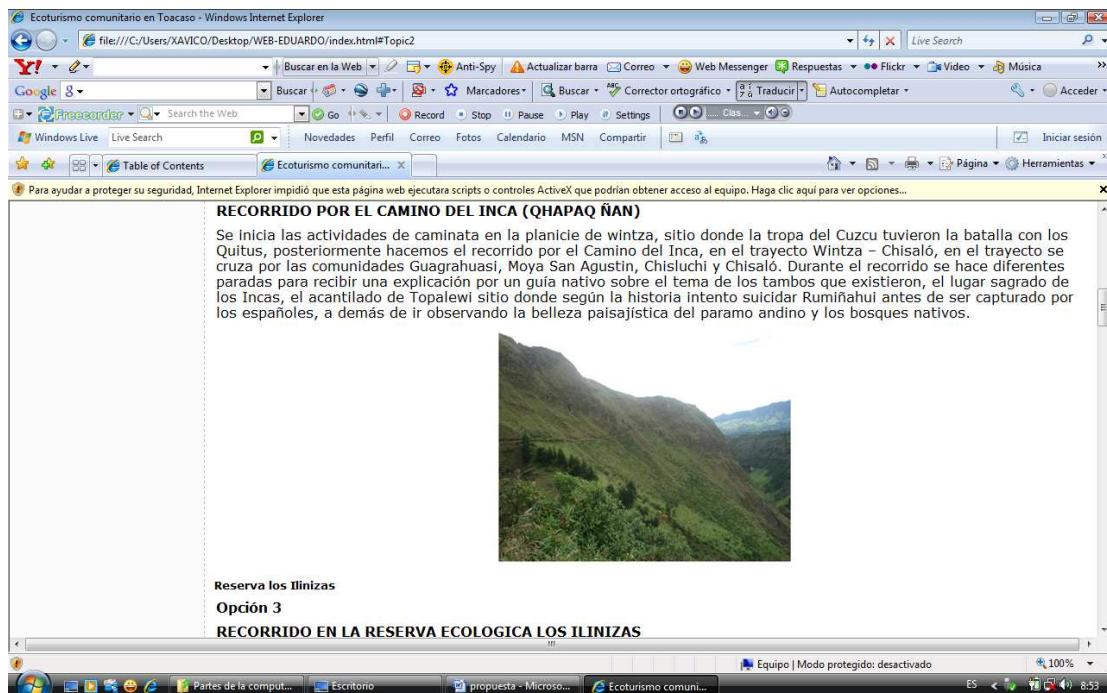 Ecoturismo comunitario en Toacaso - Windows Internet Explorer
file:///C:/Users/XAVICO/Desktop/WEB-EDUARDO/index.html#Topic2 Live Search
Y! Buscar en la Web Anti-Spy Actualizar barra Correo Web Messenger Respuestas Flickr Video Música
Google Buscar Marcadores Buscar Corrector ortográfico Traducir Autocompletar Acceder
Freecorder Search the Web Go Record Stop Pause Play Settings Clas...
Windows Live Live Search Novedades Perfil Correo Fotos Calendario MSN Compartir Iniciar sesión
Table of Contents Ecoturismo comunitari... Página Herramientas
Para ayudar a proteger su seguridad, Internet Explorer impidió que esta página web ejecutara scripts o controles ActiveX que podrían obtener acceso al equipo. Haga clic aquí para ver opciones...
RECORRIDO POR EL CAMINO DEL INCA (QHAPAQ ÑAN)
Se inicia las actividades de caminata en la planicie de wintza, sitio donde la tropa del Cuzcu tuvieron la batalla con los
Quitus, posteriormente hacemos el recorrido por el Camino del Inca, en el trayecto Wintza – Chisaló, en el trayecto se
cruza por las comunidades Guagrahuasi, Moya San Agustin, Chisluchi y Chisaló. Durante el recorrido se hace diferentes
paradas para recibir una explicación por un guía nativo sobre el tema de los tambos que existieron, el lugar sagrado de
los Incas, el acantilado de Topalewi sitio donde según la historia intento suicidar Rumiñahui antes de ser capturado por
los españoles, a demás de ir observando la belleza paisajística del paramo andino y los bosques nativos.
Reserva los Ilinizas
Opción 3
RECORRIDO EN LA RESERVA ECOLOGICA LOS ILINIZAS
Equipo | Modo protegido: desactivado 100%
Partes de la comput... Escritorio propuesta - Microso... Ecoturismo comuni... ES 8:53